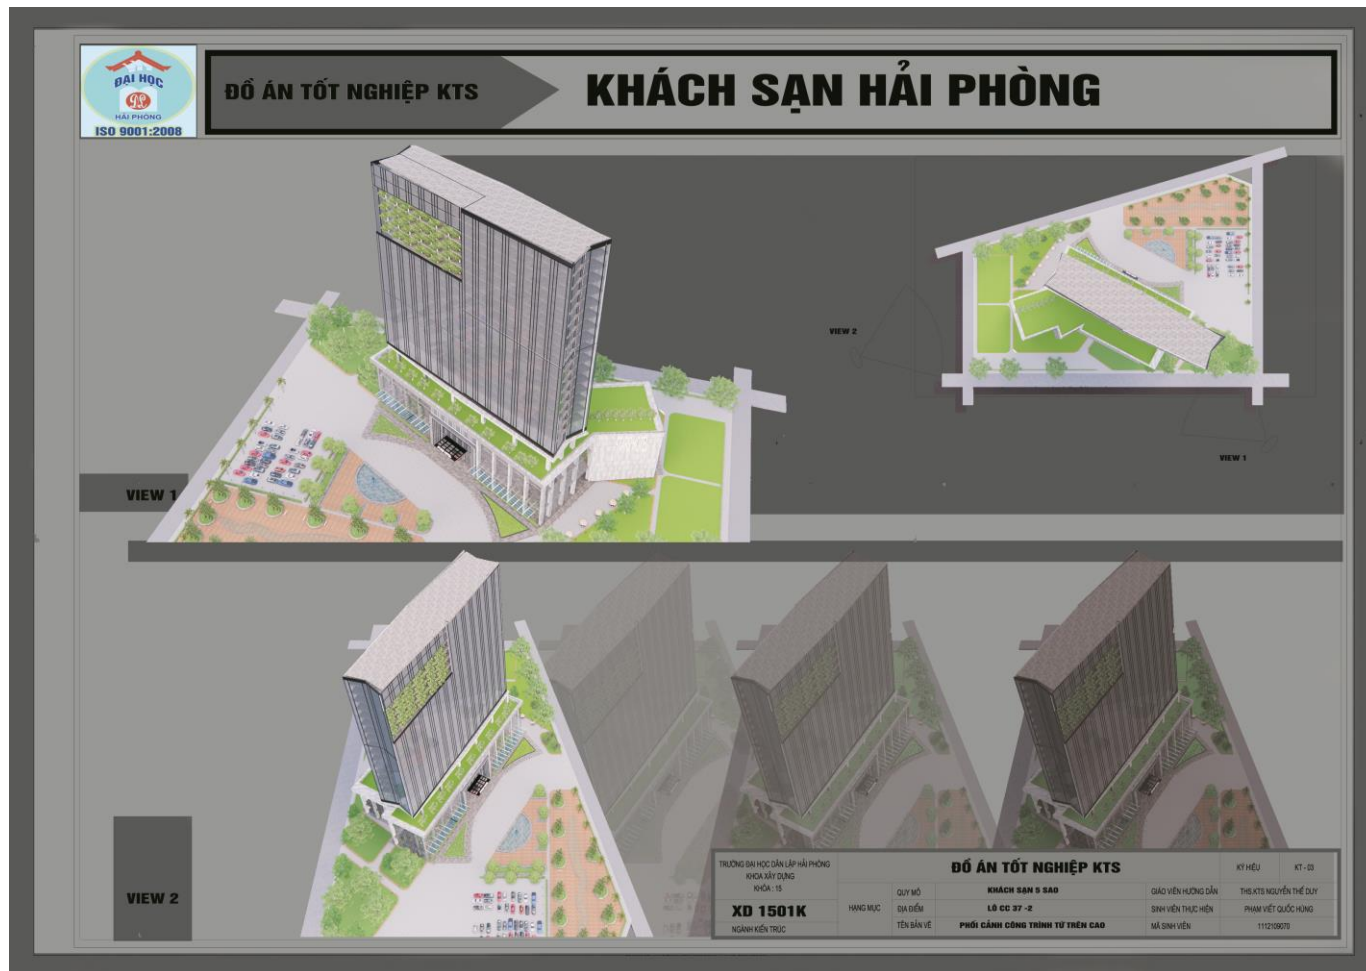 ĐẠI HỌC
HẢI PHÒNG
ISO 9001:2008
ĐỒ ÁN TỐT NGHIỆP KTS
KHÁCH SẠN HẢI PHÒNG
VIEW 2
VIEW 1
VIEW 1
VIEW 2
TRƯỜNG ĐẠI HỌC DÂN LẬP HẢI PHÒNG
KHOA XÂY DỰNG
KHÓA : 15
XD 1501K
NGÀNH KIẾN TRÚC
ĐỒ ÁN TỐT NGHIỆP KTS
KÝ HIỆU
KT - 03
HẠNG MỤC
QUY MÔ
KHÁCH SẠN 5 SAO
GIÁO VIÊN HƯỚNG DẪN
THS.KTS NGUYỄN THẾ DUY
ĐỊA ĐIỂM
LÔ CC 37 -2
SINH VIÊN THỰC HIỆN
PHẠM VIẾT QUỐC HÙNG
TÊN BẢN VẼ
PHỐI CẢNH CÔNG TRÌNH TỪ TRÊN CAO
MÃ SINH VIÊN
1112109070